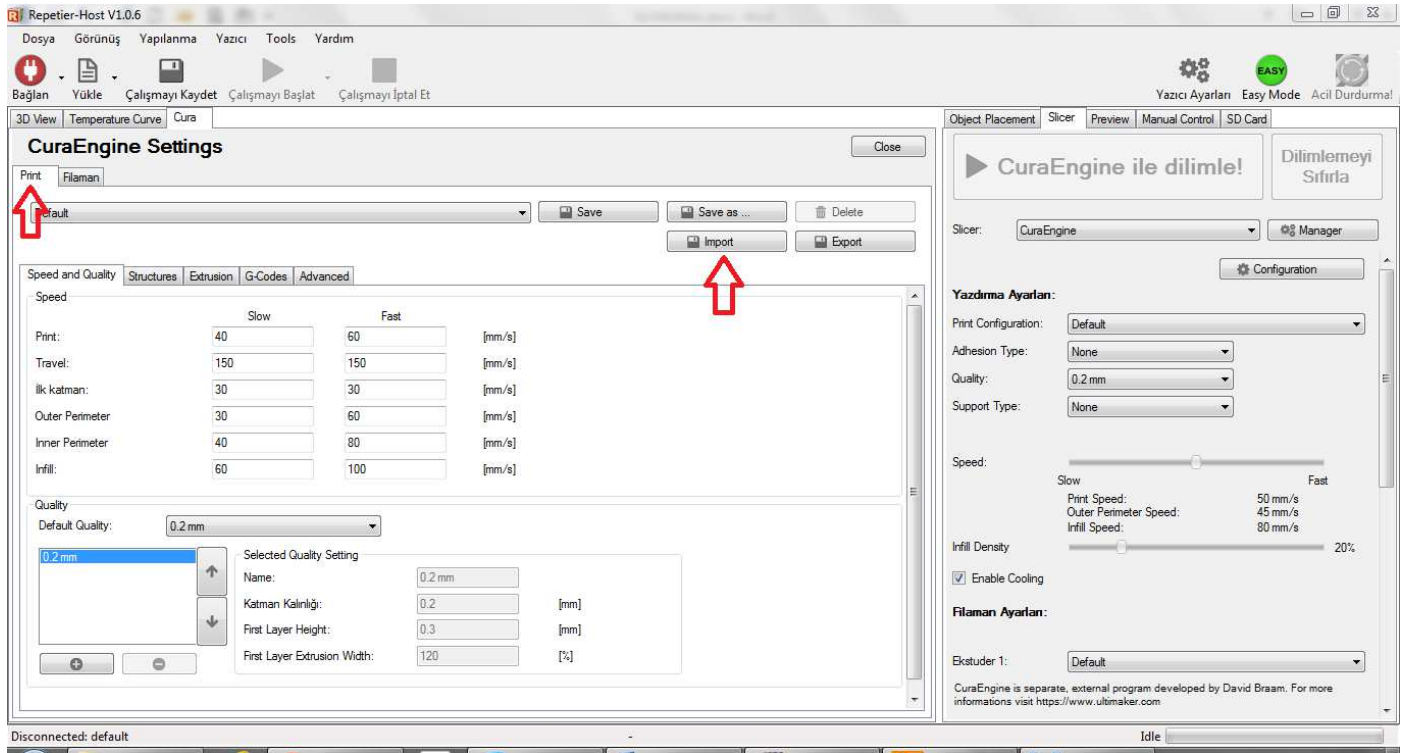 Repetier-Host V1.0.6
Dosya Görünüş Yapılanma Yazıcı Tools Yardım
EASY
Bağlan Yükle Çalışmayı Kaydet Çalışmayı Başlat Çalışmayı İptal Et Yazıcı Ayarları Easy Mode Acil Durdurma!
3D View Temperature Curve Cura
Object Placement Slicer Preview Manual Control SD Card
CuraEngine Settings
Close
Print Filaman
Default Save Save as ... Delete
Import Export
Speed and Quality Structures Extrusion G-Codes Advanced
Speed
Slow Fast
Print: 40 60 [mm/s]
Travel: 150 150 [mm/s]
İlk katman: 30 30 [mm/s]
Outer Perimeter 30 60 [mm/s]
Inner Perimeter 40 80 [mm/s]
Infill: 60 100 [mm/s]
Quality
Default Quality: 0.2 mm
0.2 mm
Selected Quality Setting
Name: 0.2 mm
Katman Kalınlığı: 0.2 [mm]
First Layer Height: 0.3 [mm]
First Layer Extrusion Width: 120 [%]
CuraEngine ile dilimle!
Dilimlemeyi
Sıfırla
Slicer: CuraEngine Manager
Configuration
Yazdırma Ayarları:
Print Configuration: Default
Adhesion Type: None
Quality: 0.2 mm
Support Type: None
Speed:
Slow Fast
Print Speed: 50 mm/s
Outer Perimeter Speed: 45 mm/s
Infill Speed: 80 mm/s
Infill Density 20%
Enable Cooling
Filaman Ayarları:
Ekstuder 1: Default
CuraEngine is separate, external program developed by David Braam. For more
informations visit https://www.ultimaker.com
Disconnected: default - Idle